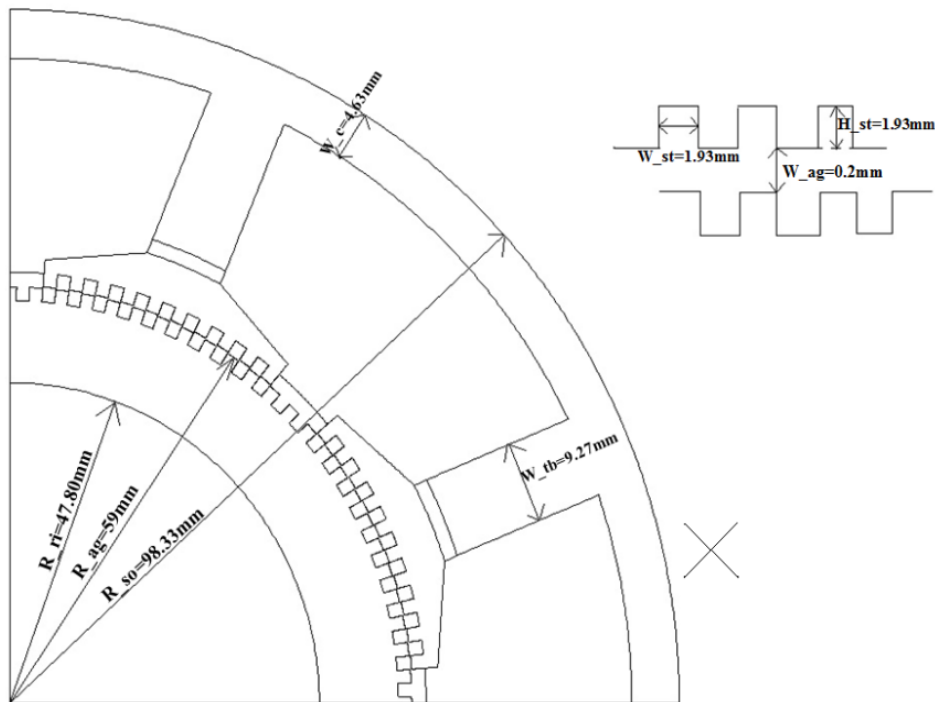 W_c=4.63mm
H_st=1.93mm
W_st=1.93mm
W_ag=0.2mm
W_tb=9.27mm
R_ri=47.80mm
R_ag=59mm
R_so=98.33mm